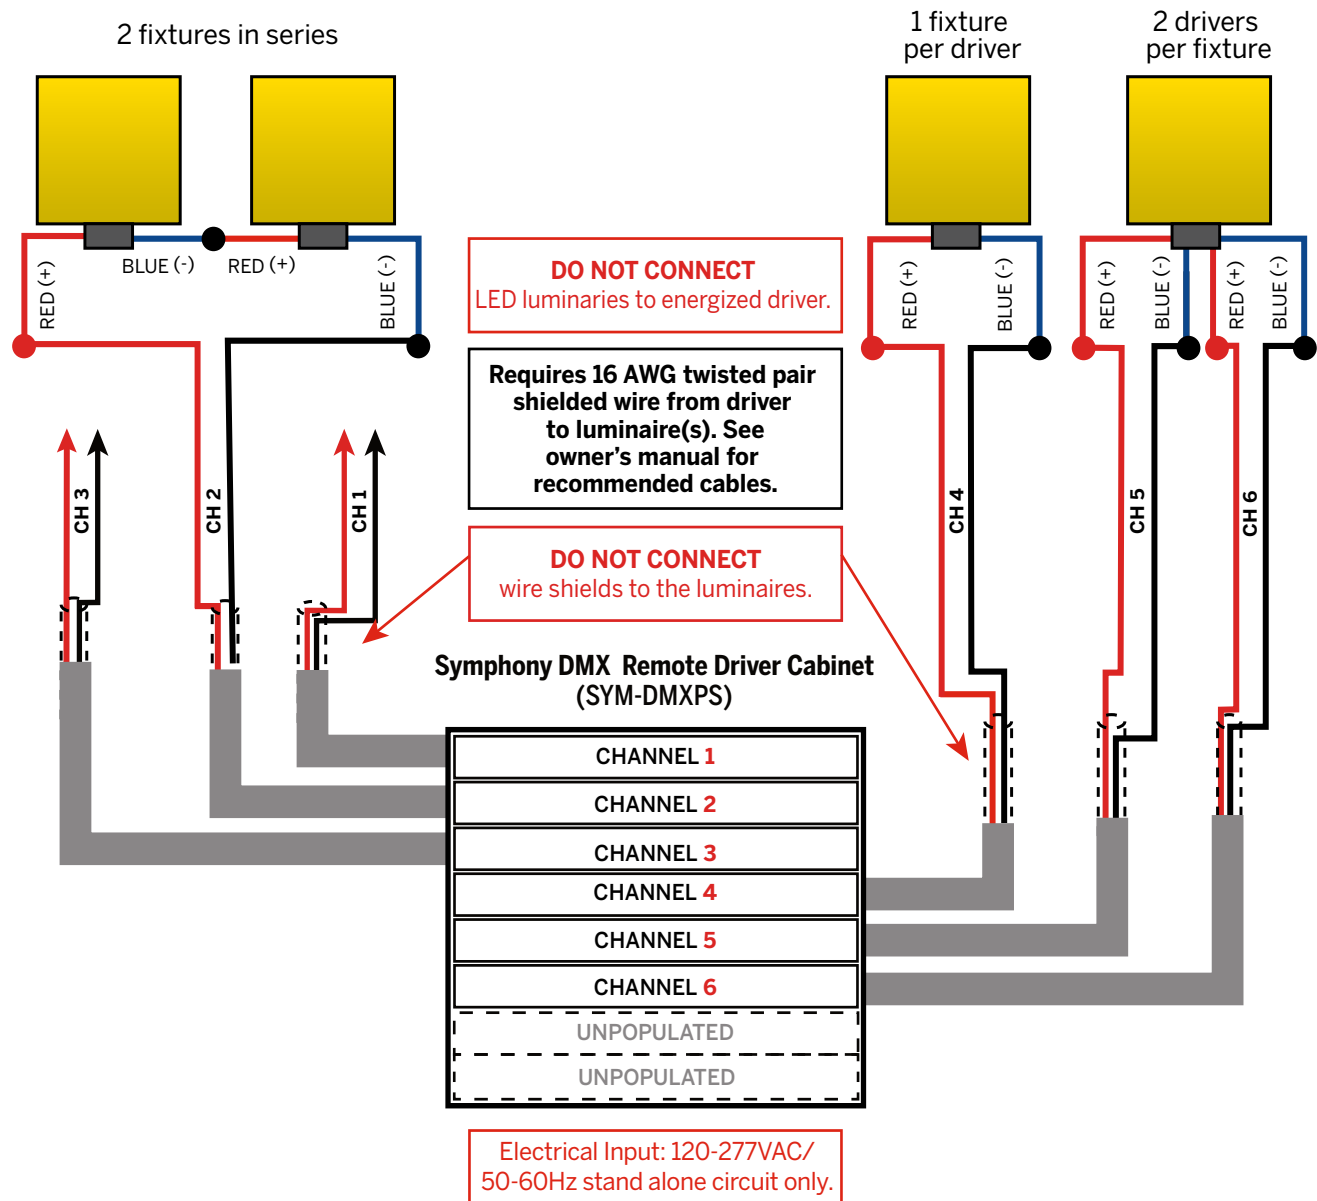 2 fixtures in series
1 fixture
per driver
2 drivers
per fixture
RED (+)
BLUE (-)
RED (+)
BLUE (-)
DO NOT CONNECT
LED luminaries to energized driver.
RED (+)
BLUE (-)
RED (+)
BLUE (-)
RED (+)
BLUE (-)
Requires 16 AWG twisted pair
shielded wire from driver
to luminaire(s). See
owner's manual for
recommended cables.
CH 3
CH 2
CH 1
CH 4
CH 5
CH 6
DO NOT CONNECT
wire shields to the luminaires.
Symphony DMX Remote Driver Cabinet
(SYM-DMXPS)
CHANNEL 1
CHANNEL 2
CHANNEL 3
CHANNEL 4
CHANNEL 5
CHANNEL 6
UNPOPULATED
UNPOPULATED
Electrical Input: 120-277VAC/
50-60Hz stand alone circuit only.